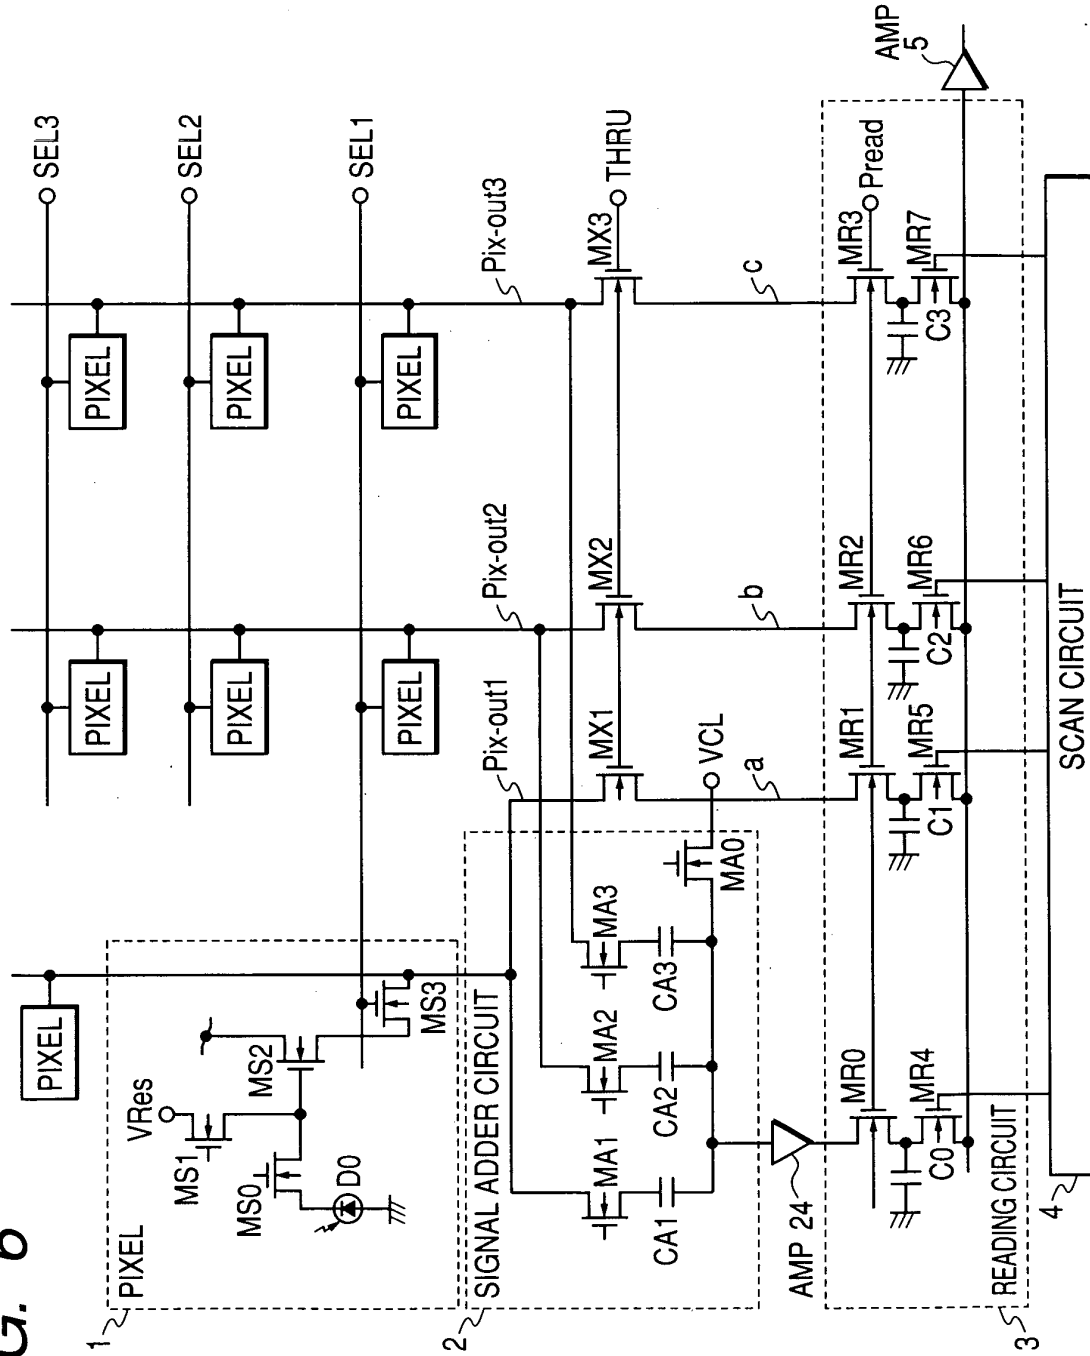 G. 6
SEL3
SEL2
SEL1
PIXEL
PIXEL
PIXEL
PIXEL
PIXEL
PIXEL
PIXEL
1
PIXEL
VRes
MS1
MS0
MS2
MS3
D0
Pix-out1
Pix-out2
Pix-out3
2
SIGNAL ADDER CIRCUIT
MA1
MA2
MA3
MA0
CA1
CA2
CA3
VCL
MX1
MX2
MX3
THRU
a
b
c
AMP 24
3
READING CIRCUIT
MR0
MR1
MR2
MR3
Pread
MR4
MR5
MR6
MR7
C0
C1
C2
C3
AMP
5
4
SCAN CIRCUIT